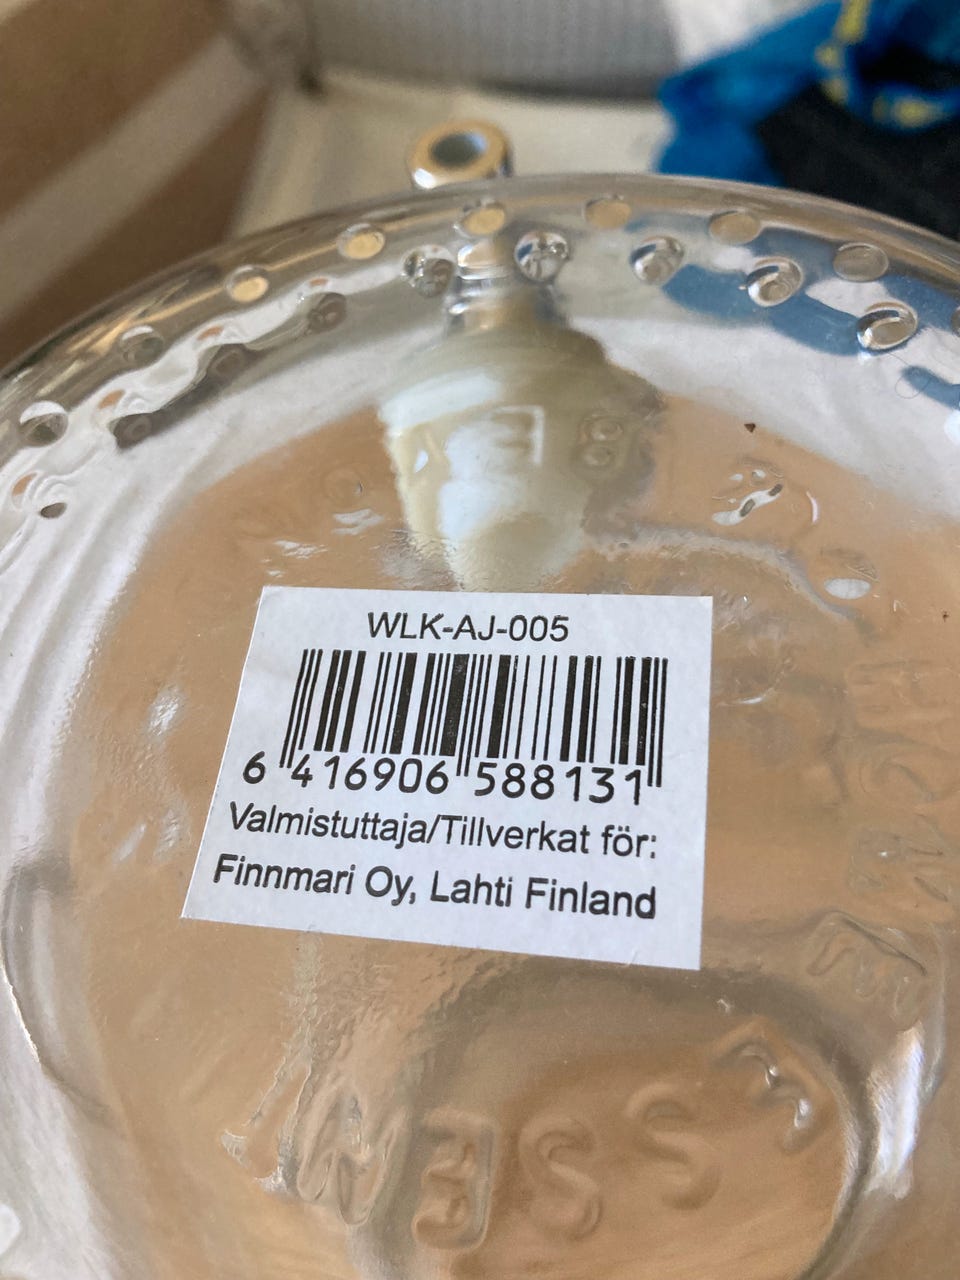 WLK-AJ-005
6 416906 588131
Valmistuttaja/Tillverkat för:
Finnmari Oy, Lahti Finland